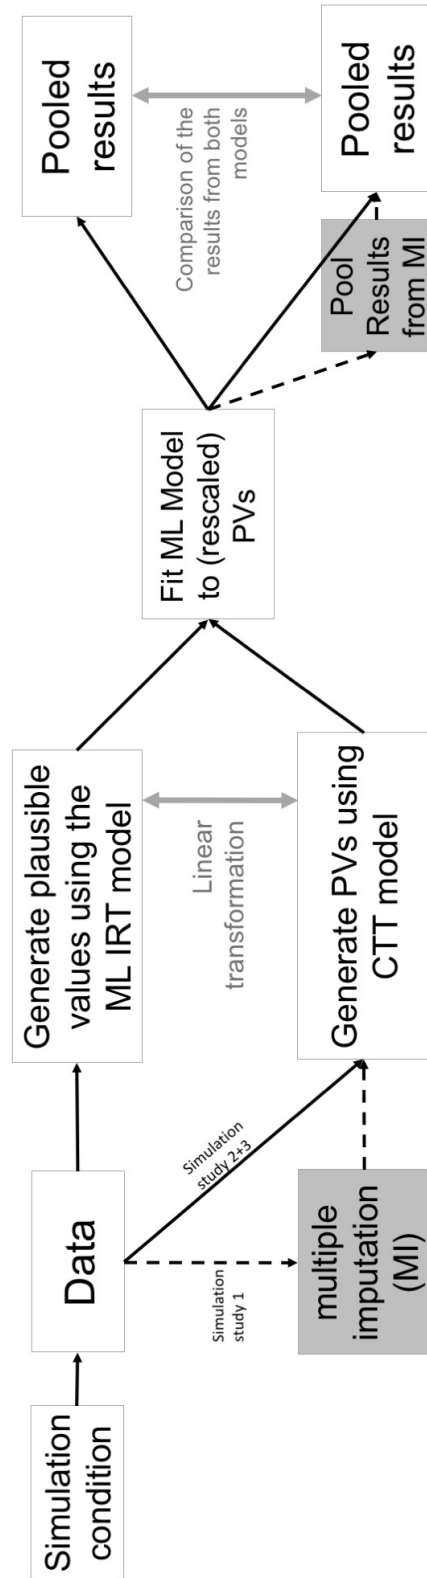 Simulation
condition
Data
Simulation
study 1
Simulation
study 2+3
multiple
imputation
(MI)
Generate plausible
values using the
ML IRT model
Linear
transformation
Generate PVs using
CTT model
Fit ML Model
to (rescaled)
PVs
Pool
Results
from MI
Pooled
results
Comparison of the
results from both
models
Pooled
results